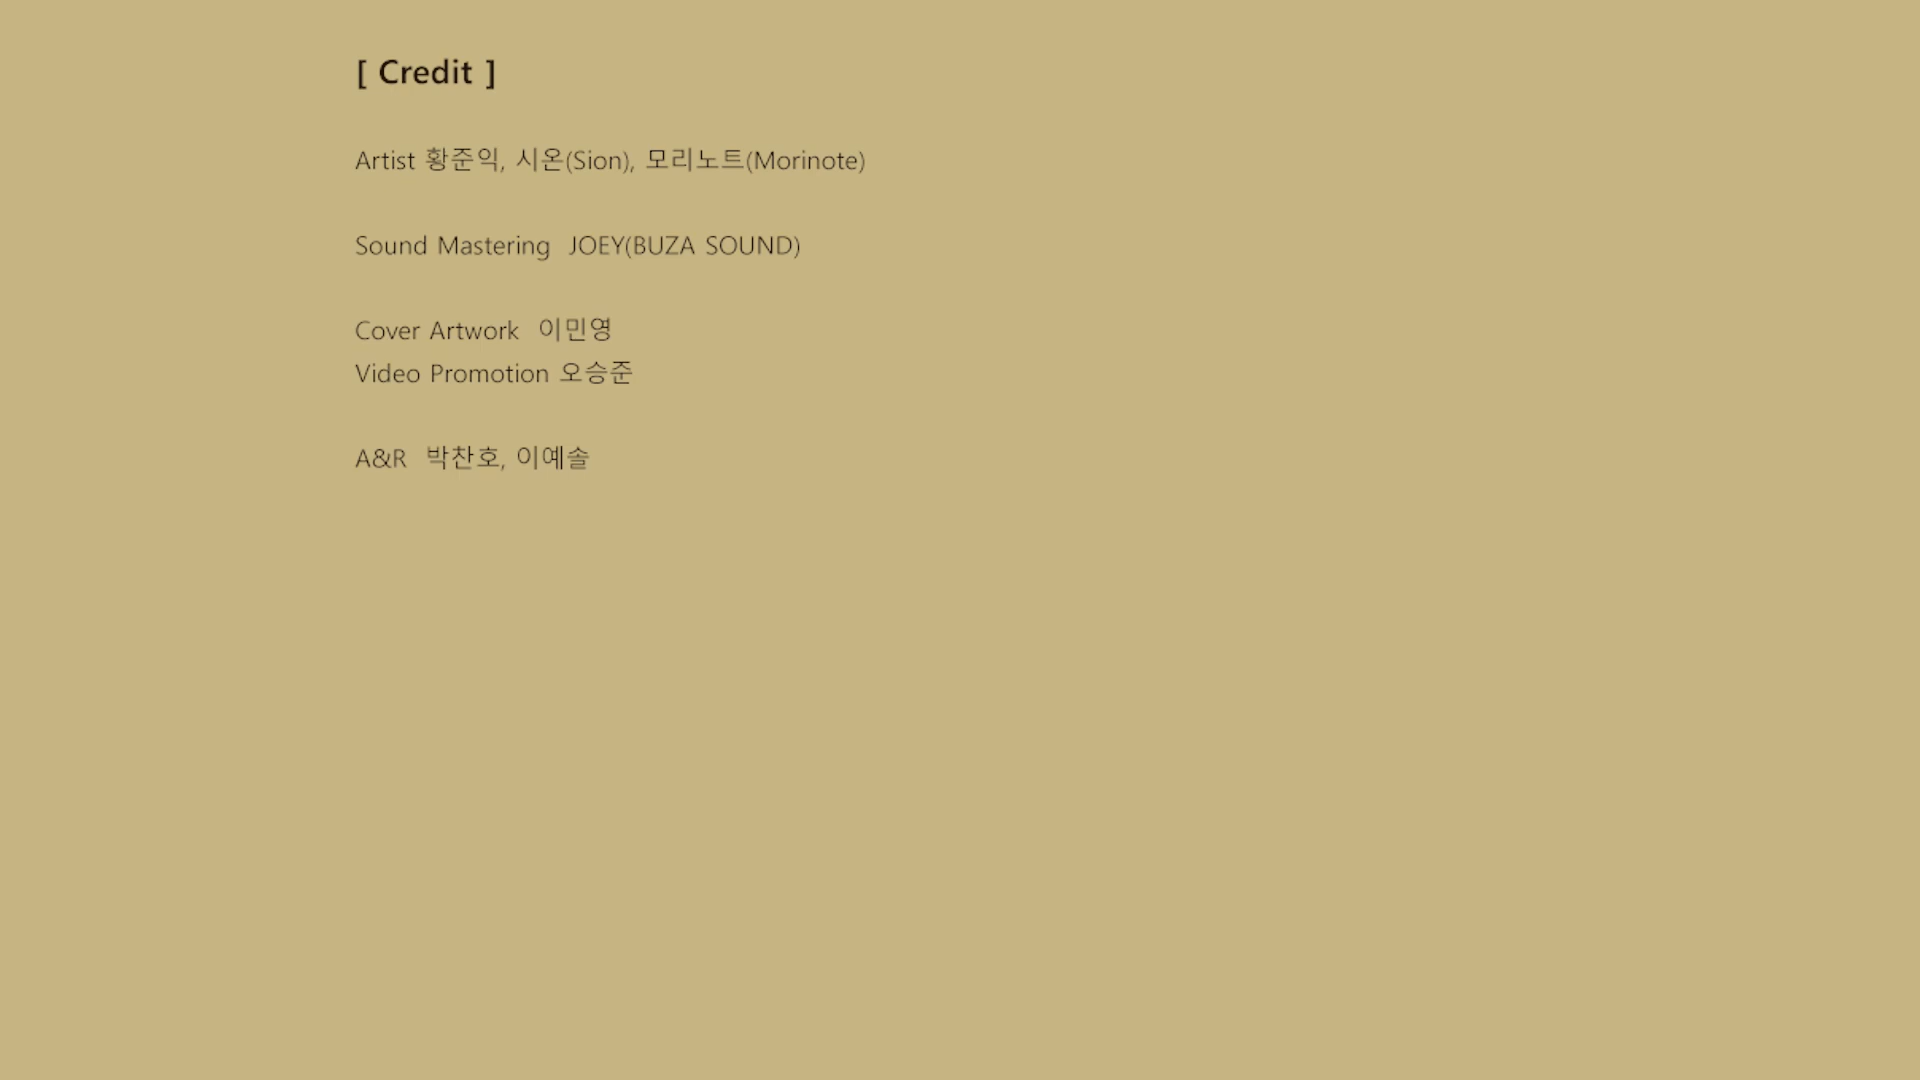 [ Credit ]
Artist 황준익, 시온(Sion), 모리노트(Morinote)
Sound Mastering  JOEY(BUZA SOUND)
Cover Artwork  이민영
Video Promotion 오승준
A&R  박찬호, 이예솔